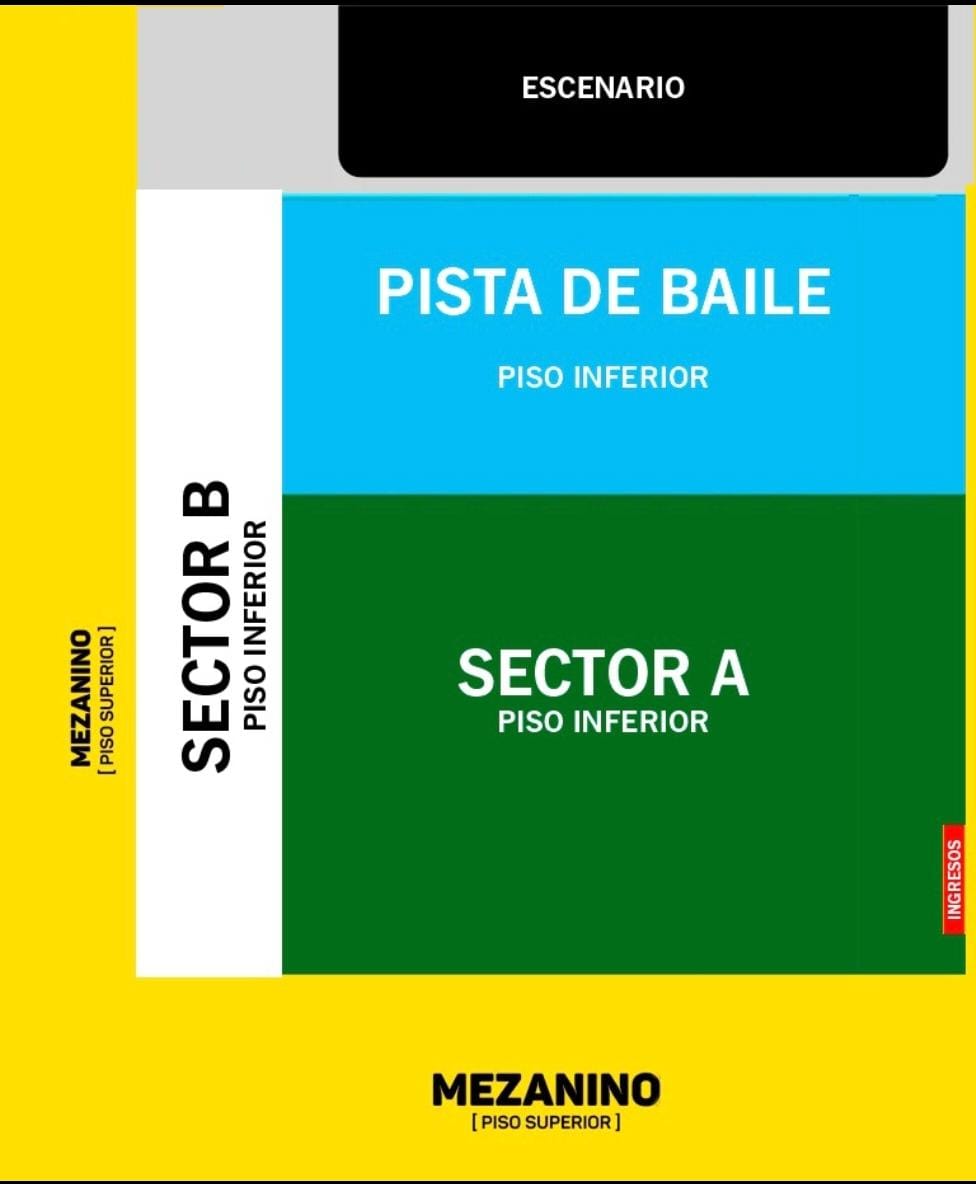 ESCENARIO
PISTA DE BAILE
PISO INFERIOR
SECTOR B
PISO INFERIOR
SECTOR A
PISO INFERIOR
MEZANINO
[ PISO SUPERIOR ]
INGRESOS
MEZANINO
[ PISO SUPERIOR ]